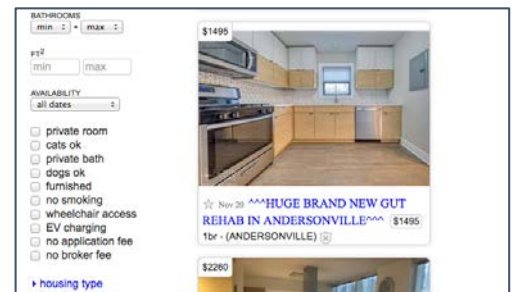 BATHROOMS
min - max
FT²
min max
AVAILABILITY
all dates
private room
cats ok
private bath
dogs ok
furnished
no smoking
wheelchair access
EV charging
no application fee
no broker fee
housing type
$1495
Nov 20 ^^^HUGE BRAND NEW GUT
REHAB IN ANDERSONVILLE^^^ $1495
1br - (ANDERSONVILLE)
$2260